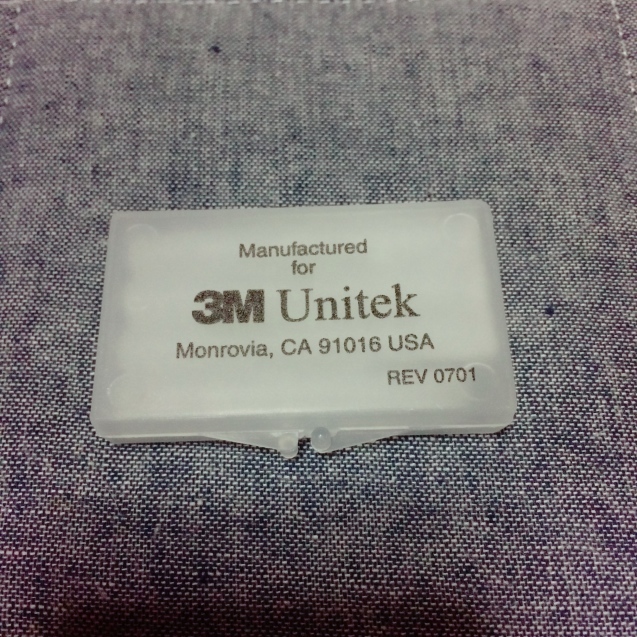 Manufactured
for
3M Unitek
Monrovia, CA 91016 USA
REV 0701